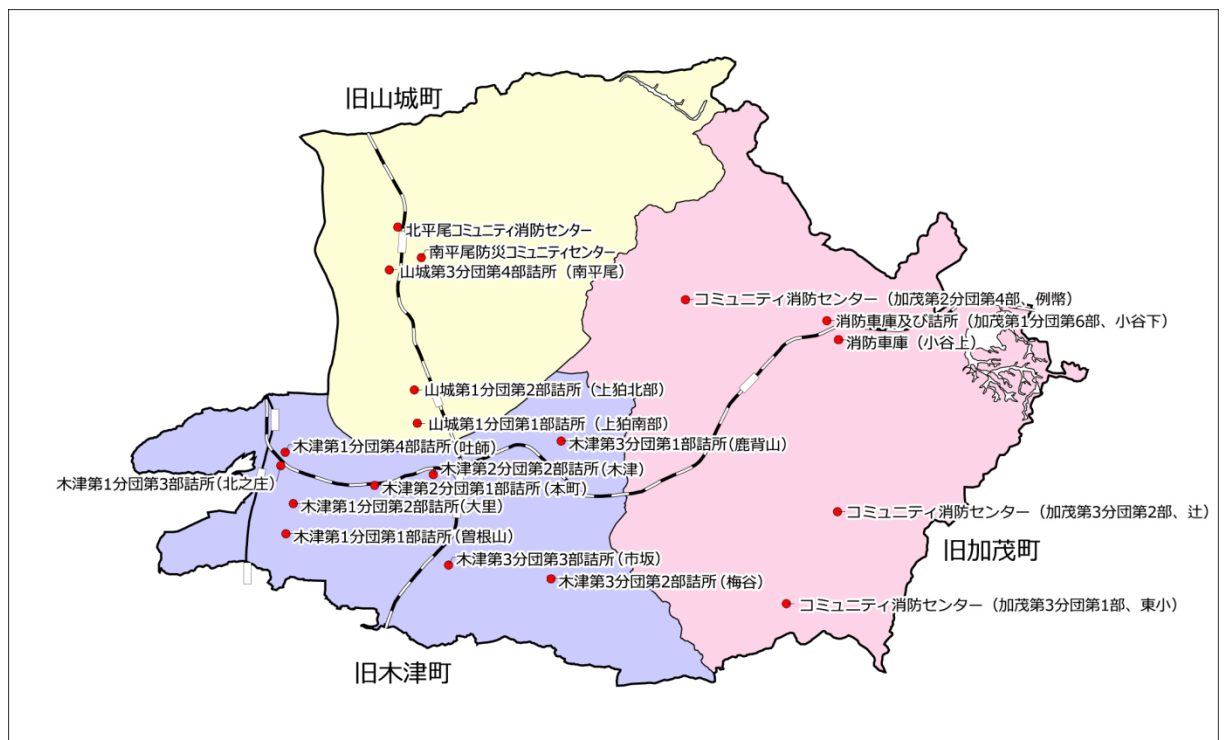 旧山城町
北平尾コミュニティ消防センター
南平尾防災コミュニティセンター
山城第3分団第4部詰所（南平尾）
コミュニティ消防センター（加茂第2分団第4部、例幣）
消防車庫及び詰所（加茂第1分団第6部、小谷下）
消防車庫（小谷上）
山城第1分団第2部詰所（上狛北部）
山城第1分団第1部詰所（上狛南部）
木津第3分団第1部詰所(鹿背山)
木津第1分団第4部詰所(吐師)
木津第2分団第2部詰所(木津)
木津第1分団第3部詰所(北之庄)
木津第2分団第1部詰所(本町)
木津第1分団第2部詰所(大里)
コミュニティ消防センター（加茂第3分団第2部、辻）
木津第1分団第1部詰所(曽根山)
旧加茂町
木津第3分団第3部詰所(市坂)
木津第3分団第2部詰所(梅谷)
コミュニティ消防センター（加茂第3分団第1部、東小）
旧木津町